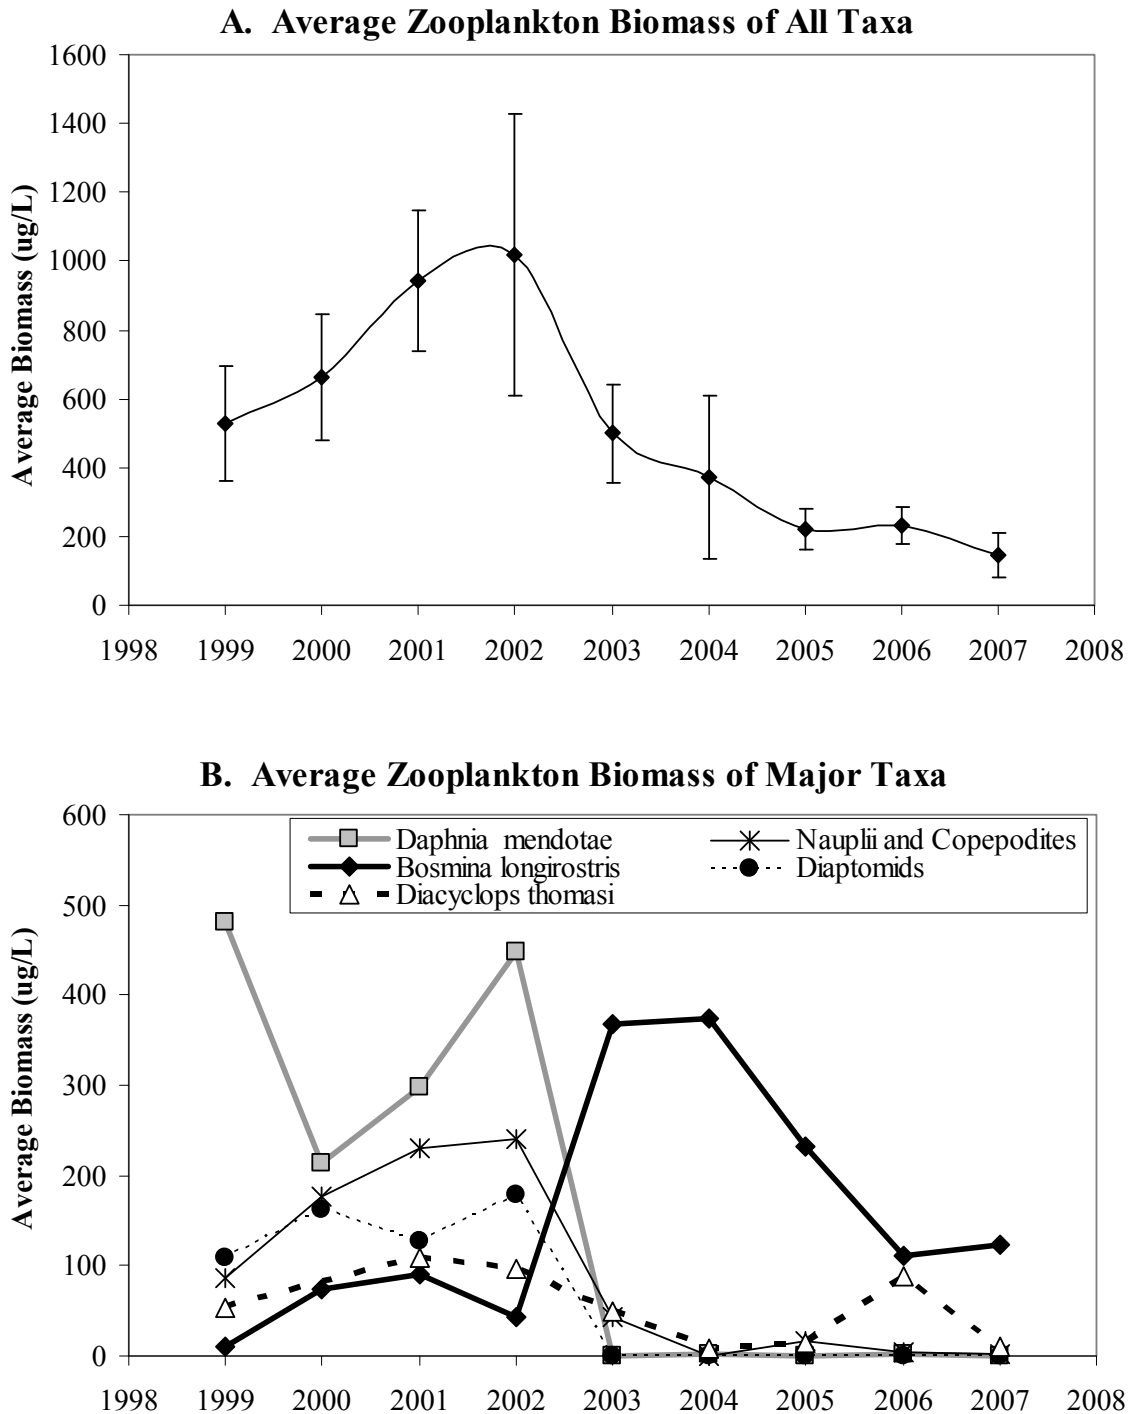 A. Average Zooplankton Biomass of All Taxa
1600
1400
1200
1000
800
600
400
200
0
Average Biomass (ug/L)
1998 1999 2000 2001 2002 2003 2004 2005 2006 2007 2008
B. Average Zooplankton Biomass of Major Taxa
600
500
400
300
200
100
0
Average Biomass (ug/L)
Daphnia mendotae Nauplii and Copepodites
Bosmina longirostris Diaptomids
Diacyclops thomasi
1998 1999 2000 2001 2002 2003 2004 2005 2006 2007 2008